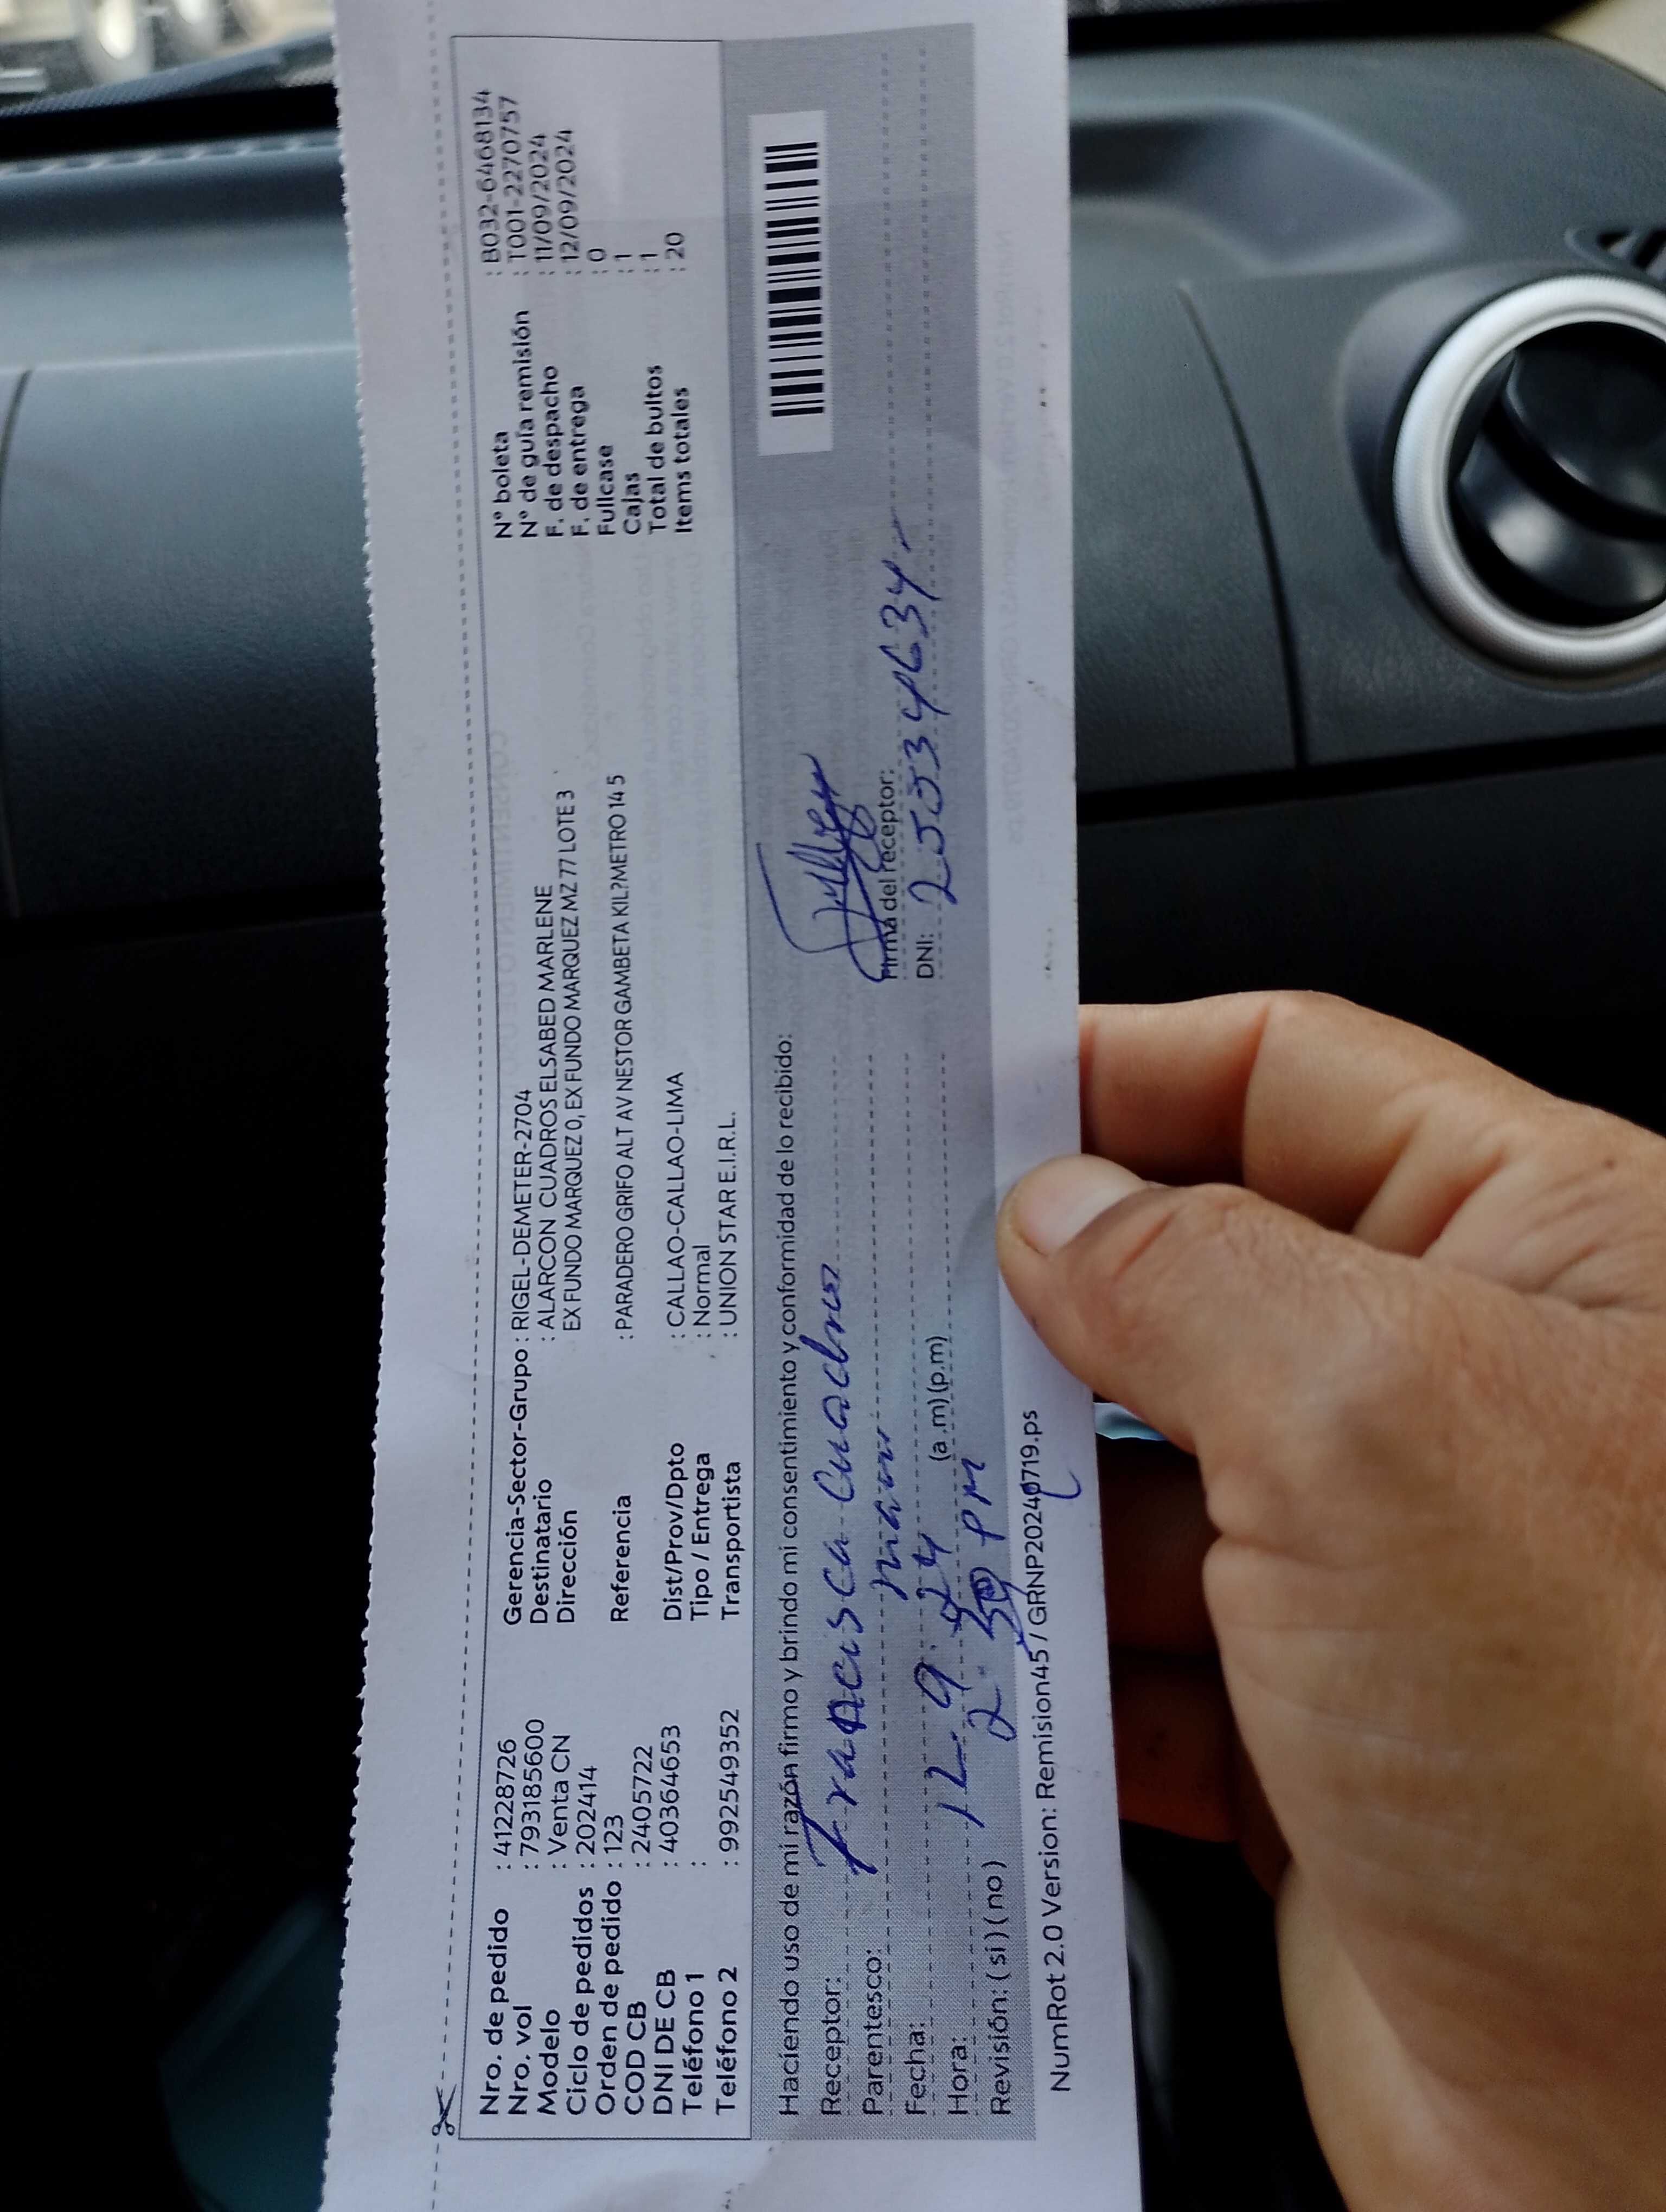 Nro. de pedido : 41228726
Nro. vol : 793185600
Modelo : Venta CN
Ciclo de pedidos : 202414
Orden de pedido : 123
COD CB : 2405722
DNI DE CB : 40364653
Teléfono 1 :
Teléfono 2 : 992549352
Gerencia-Sector-Grupo : RIGEL-DEMETER-2704
Destinatario : ALARCON CUADROS ELSABED MARLENE
Dirección EX FUNDO MARQUEZ 0, EX FUNDO MARQUEZ MZ 77 LOTE 3
Referencia : PARADERO GRIFO ALT AV NESTOR GAMBETA KIL?METRO 14 5
Dist/Prov/Dpto : CALLAO-CALLAO-LIMA
Tipo / Entrega : Normal
Transportista : UNION STAR E.I.R.L.
N° boleta : B032-6468134
N° de guía remisión : T001-2270757
F. de despacho : 11/09/2024
F. de entrega : 12/09/2024
Fullcase : 0
Cajas : 1
Total de bultos : 1
Items totales : 20
Haciendo uso de mi razón firmo y brindo mi consentimiento y conformidad de lo recibido:
Receptor: Francisca Cuadros
Parentesco:
Fecha: 12-9-24
Hora: 2-50 pm (a.m) (p.m)
Revisión: (si) (no)
Firma del receptor:
DNI: 25534634
NumRot 2.0 Version: Remision45 / GRNP20240719.ps